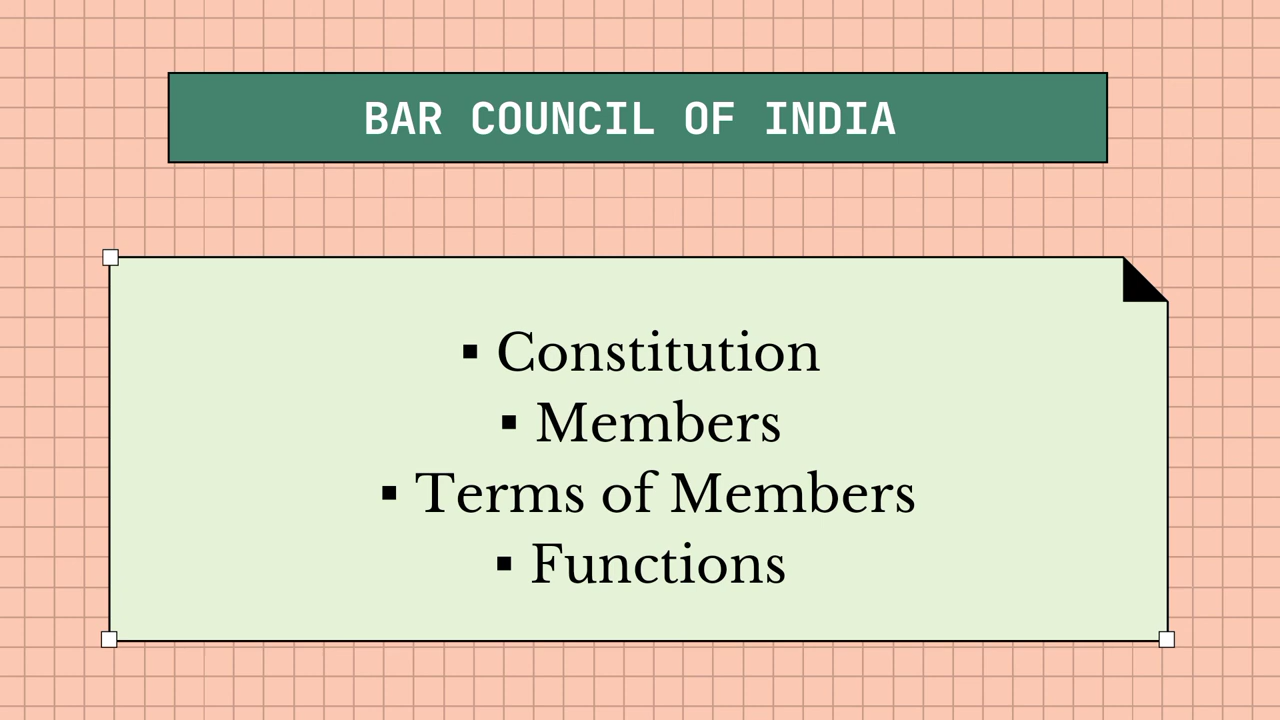 BAR COUNCIL OF INDIA
▪ Constitution
▪ Members
▪ Terms of Members
▪ Functions